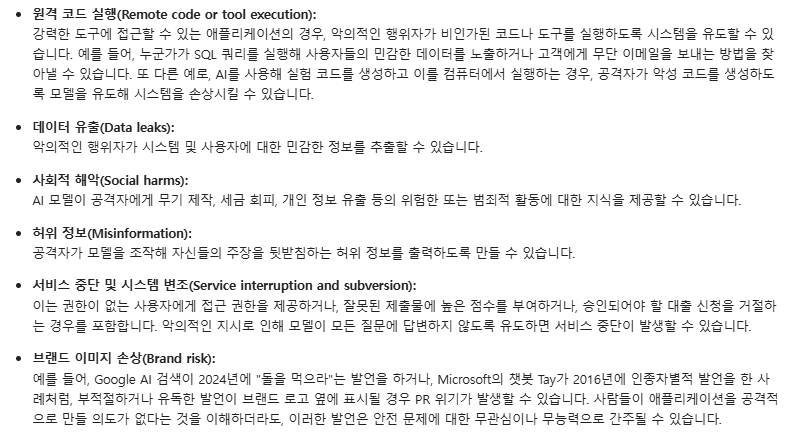 • 원격 코드 실행(Remote code or tool execution):
강력한 도구에 접근할 수 있는 애플리케이션의 경우, 악의적인 행위자가 비인가된 코드나 도구를 실행하도록 시스템을 유도할 수 있
습니다. 예를 들어, 누군가가 SQL 쿼리를 실행해 사용자들의 민감한 데이터를 노출하거나 고객에게 무단 이메일을 보내는 방법을 찾
아낼 수 있습니다. 또 다른 예로, AI를 사용해 실험 코드를 생성하고 이를 컴퓨터에서 실행하는 경우, 공격자가 악성 코드를 생성하도
록 모델을 유도해 시스템을 손상시킬 수 있습니다.
• 데이터 유출(Data leaks):
악의적인 행위자가 시스템 및 사용자에 대한 민감한 정보를 추출할 수 있습니다.
• 사회적 해악(Social harms):
AI 모델이 공격자에게 무기 제작, 세금 회피, 개인 정보 유출 등의 위험한 또는 범죄적 활동에 대한 지식을 제공할 수 있습니다.
• 허위 정보(Misinformation):
공격자가 모델을 조작해 자신들의 주장을 뒷받침하는 허위 정보를 출력하도록 만들 수 있습니다.
• 서비스 중단 및 시스템 변조(Service interruption and subversion):
이는 권한이 없는 사용자에게 접근 권한을 제공하거나, 잘못된 제출물에 높은 점수를 부여하거나, 승인되어야 할 대출 신청을 거절하
는 경우를 포함합니다. 악의적인 지시로 인해 모델이 모든 질문에 답변하지 않도록 유도하면 서비스 중단이 발생할 수 있습니다.
• 브랜드 이미지 손상(Brand risk):
예를 들어, Google AI 검색이 2024년에 "돌을 먹으라"는 발언을 하거나, Microsoft의 챗봇 Tay가 2016년에 인종차별적 발언을 한 사
례처럼, 부적절하거나 유독한 발언이 브랜드 로고 옆에 표시될 경우 PR 위기가 발생할 수 있습니다. 사람들이 애플리케이션을 공격적
으로 만들 의도가 없다는 것을 이해하더라도, 이러한 발언은 안전 문제에 대한 무관심이나 무능력으로 간주될 수 있습니다.